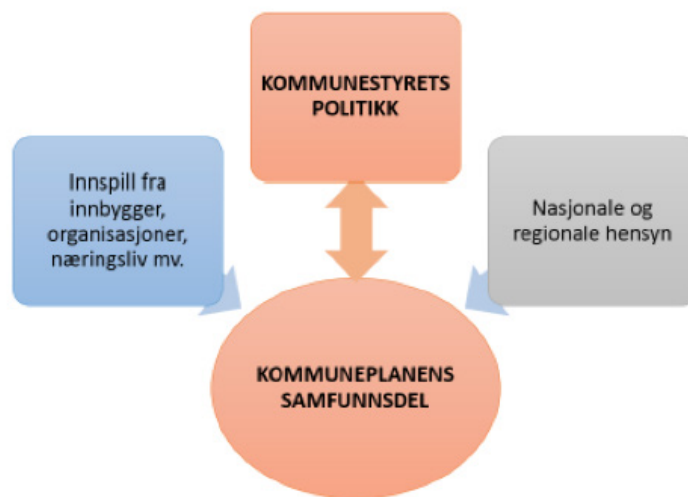 KOMMUNESTYRETS
POLITIKK
Innspill fra
innbygger,
organisasjoner,
næringsliv mv.
Nasjonale og
regionale hensyn
KOMMUNEPLANENS
SAMFUNNSDEL